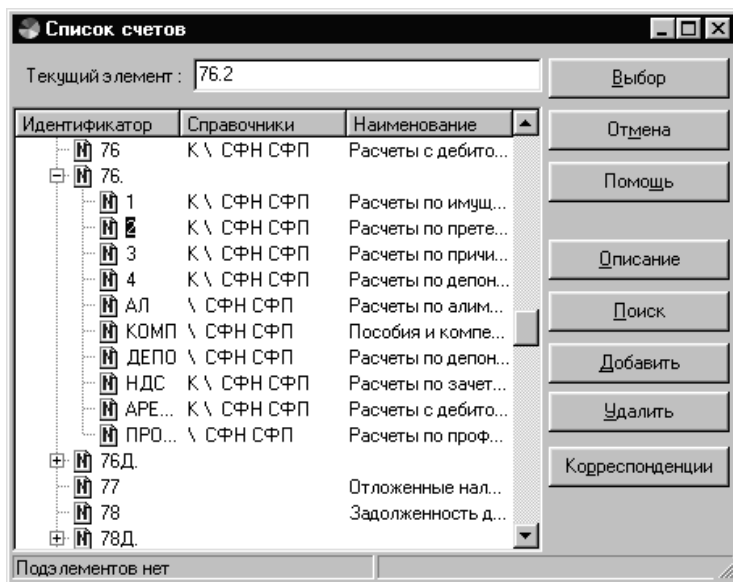 Список счетов
Текущий элемент : 76.2
Выбор
Идентификатор Справочники Наименование
Отмена
76 К \ СФН СФП Расчеты с дебито...
76.
Помощь
1 К \ СФН СФП Расчеты по имущ...
2 К \ СФН СФП Расчеты по прете...
3 К \ СФН СФП Расчеты по причи...
Описание
4 К \ СФН СФП Расчеты по депон...
АЛ \ СФН СФП Расчеты по алим...
Поиск
КОМП \ СФН СФП Пособия и компе...
ДЕПО \ СФН СФП Расчеты по депон...
Добавить
НДС К \ СФН СФП Расчеты по зачет...
АРЕ... К \ СФН СФП Расчеты с дебито...
Удалить
ПРО... \ СФН СФП Расчеты по проф...
76Д.
Корреспонденции
77 Отложенные нал...
78 Задолженность д...
78Д.
Подэлементов нет